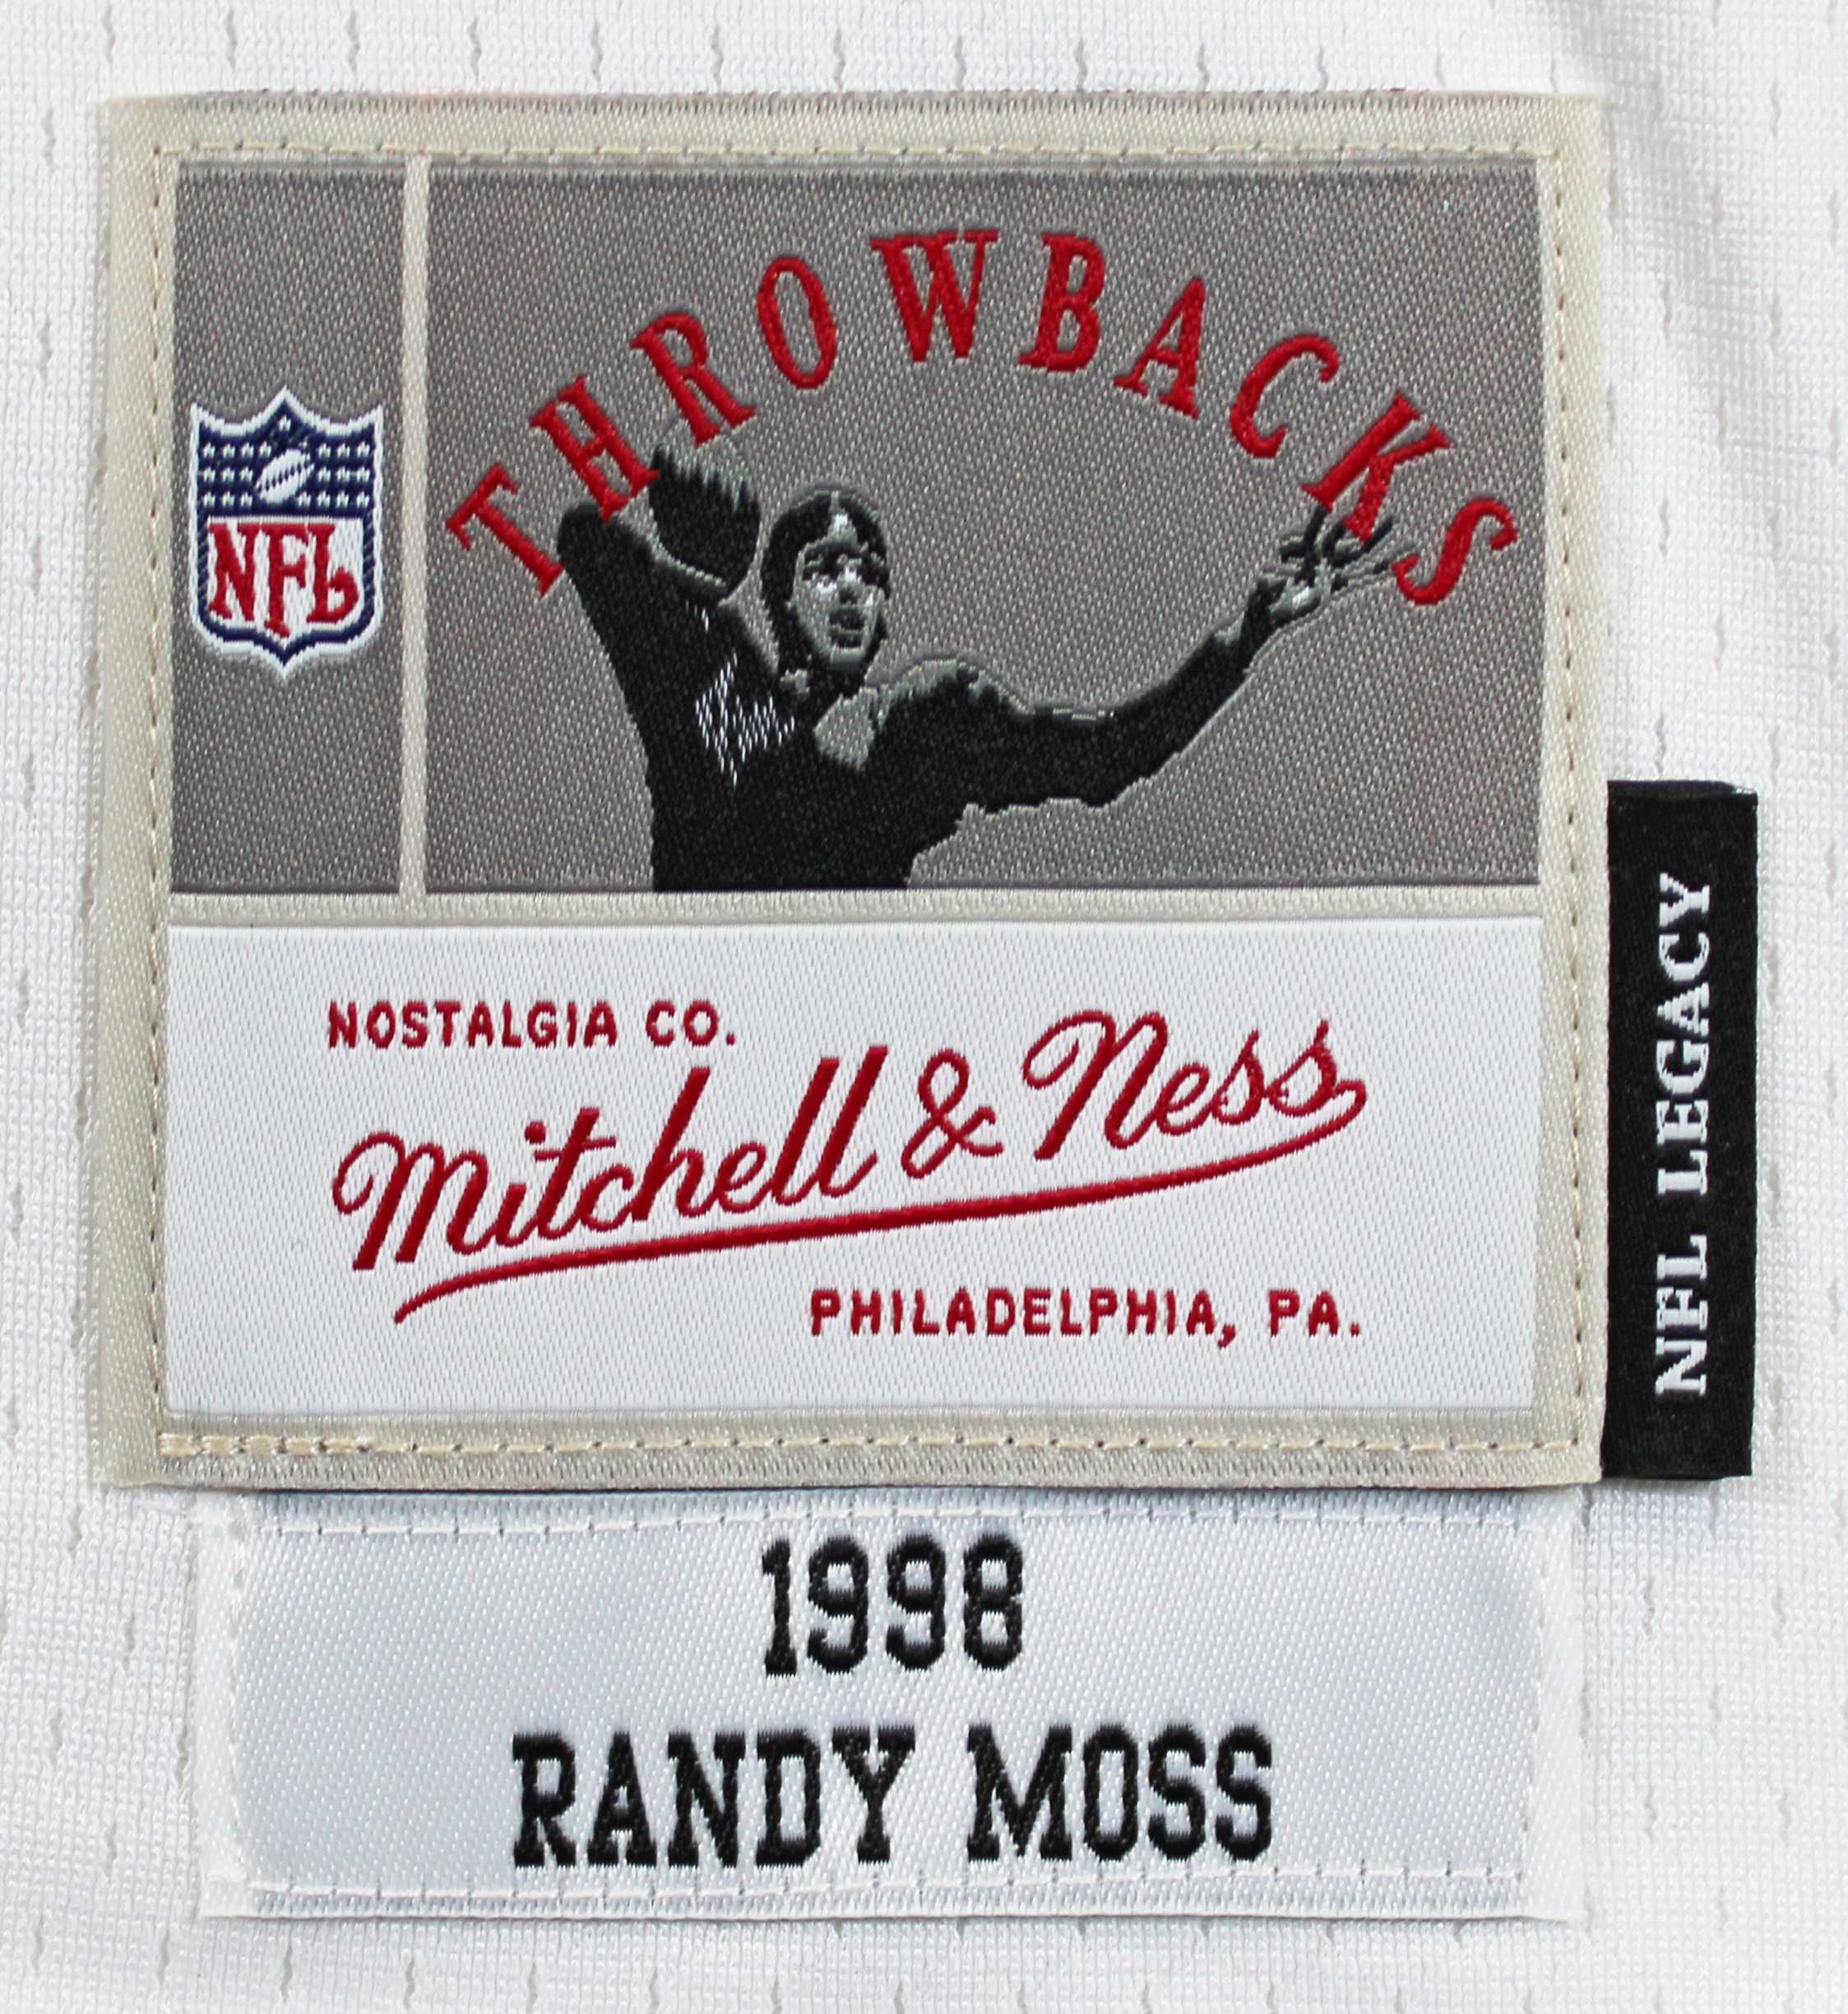 THROWBACKS
NFL
NOSTALGIA CO.
Mitchell & Ness
PHILADELPHIA, PA.
NFL LEGACY
1998
RANDY MOSS